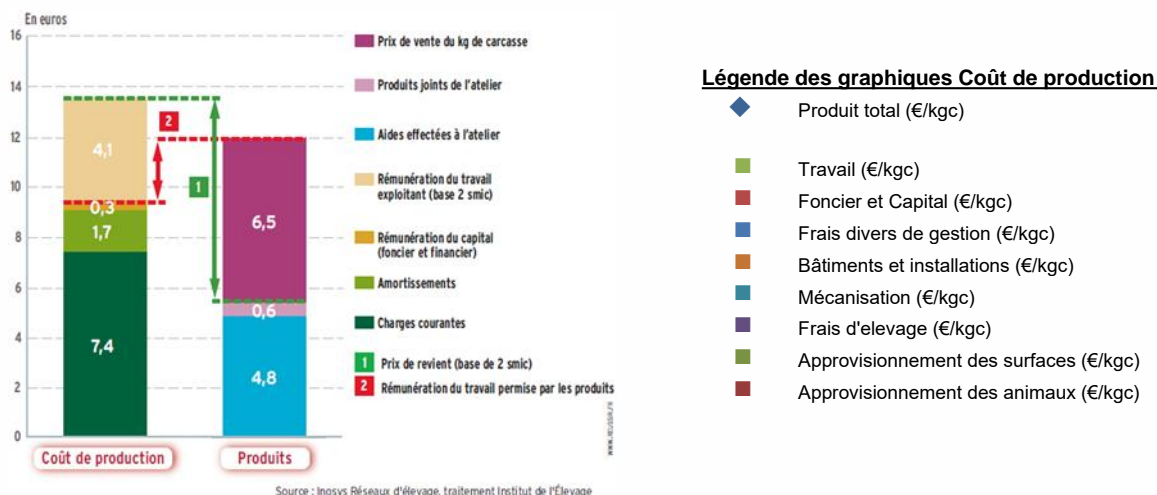 En euros
16
14
12
10
8
6
4
2
0
4,1
0,3
1,7
7,4
2
1
6,5
0,6
4,8
Coût de production
Produits
Prix de vente du kg de carcasse
Produits joints de l'atelier
Aides effectées à l'atelier
Rémunération du travail
exploitant (base 2 smic)
Rémunération du capital
(foncier et financier)
Amortissements
Charges courantes
1 Prix de revient (base de 2 smic)
2 Rémunération du travail permise par les produits
WWW.REUSSIR.FR
Source : Inosys Réseaux d'élevage, traitement Institut de l'Élevage
Légende des graphiques Coût de production
Produit total (€/kgc)
Travail (€/kgc)
Foncier et Capital (€/kgc)
Frais divers de gestion (€/kgc)
Bâtiments et installations (€/kgc)
Mécanisation (€/kgc)
Frais d'elevage (€/kgc)
Approvisionnement des surfaces (€/kgc)
Approvisionnement des animaux (€/kgc)